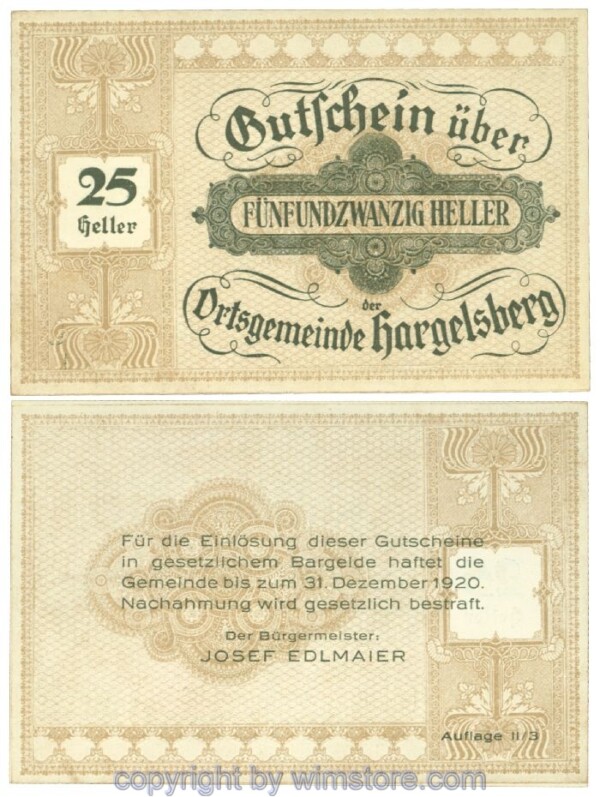 Gutschein über
25
Heller
FÜNFUNDZWANZIG HELLER
der
Ortsgemeinde Hargelsberg
Für die Einlösung dieser Gutscheine
in gesetzlichem Bargelde haftet die
Gemeinde bis zum 31. Dezember 1920.
Nachahmung wird gesetzlich bestraft.
Der Bürgermeister:
JOSEF EDLMAIER
Auflage II/3
copyright by wimstore.com